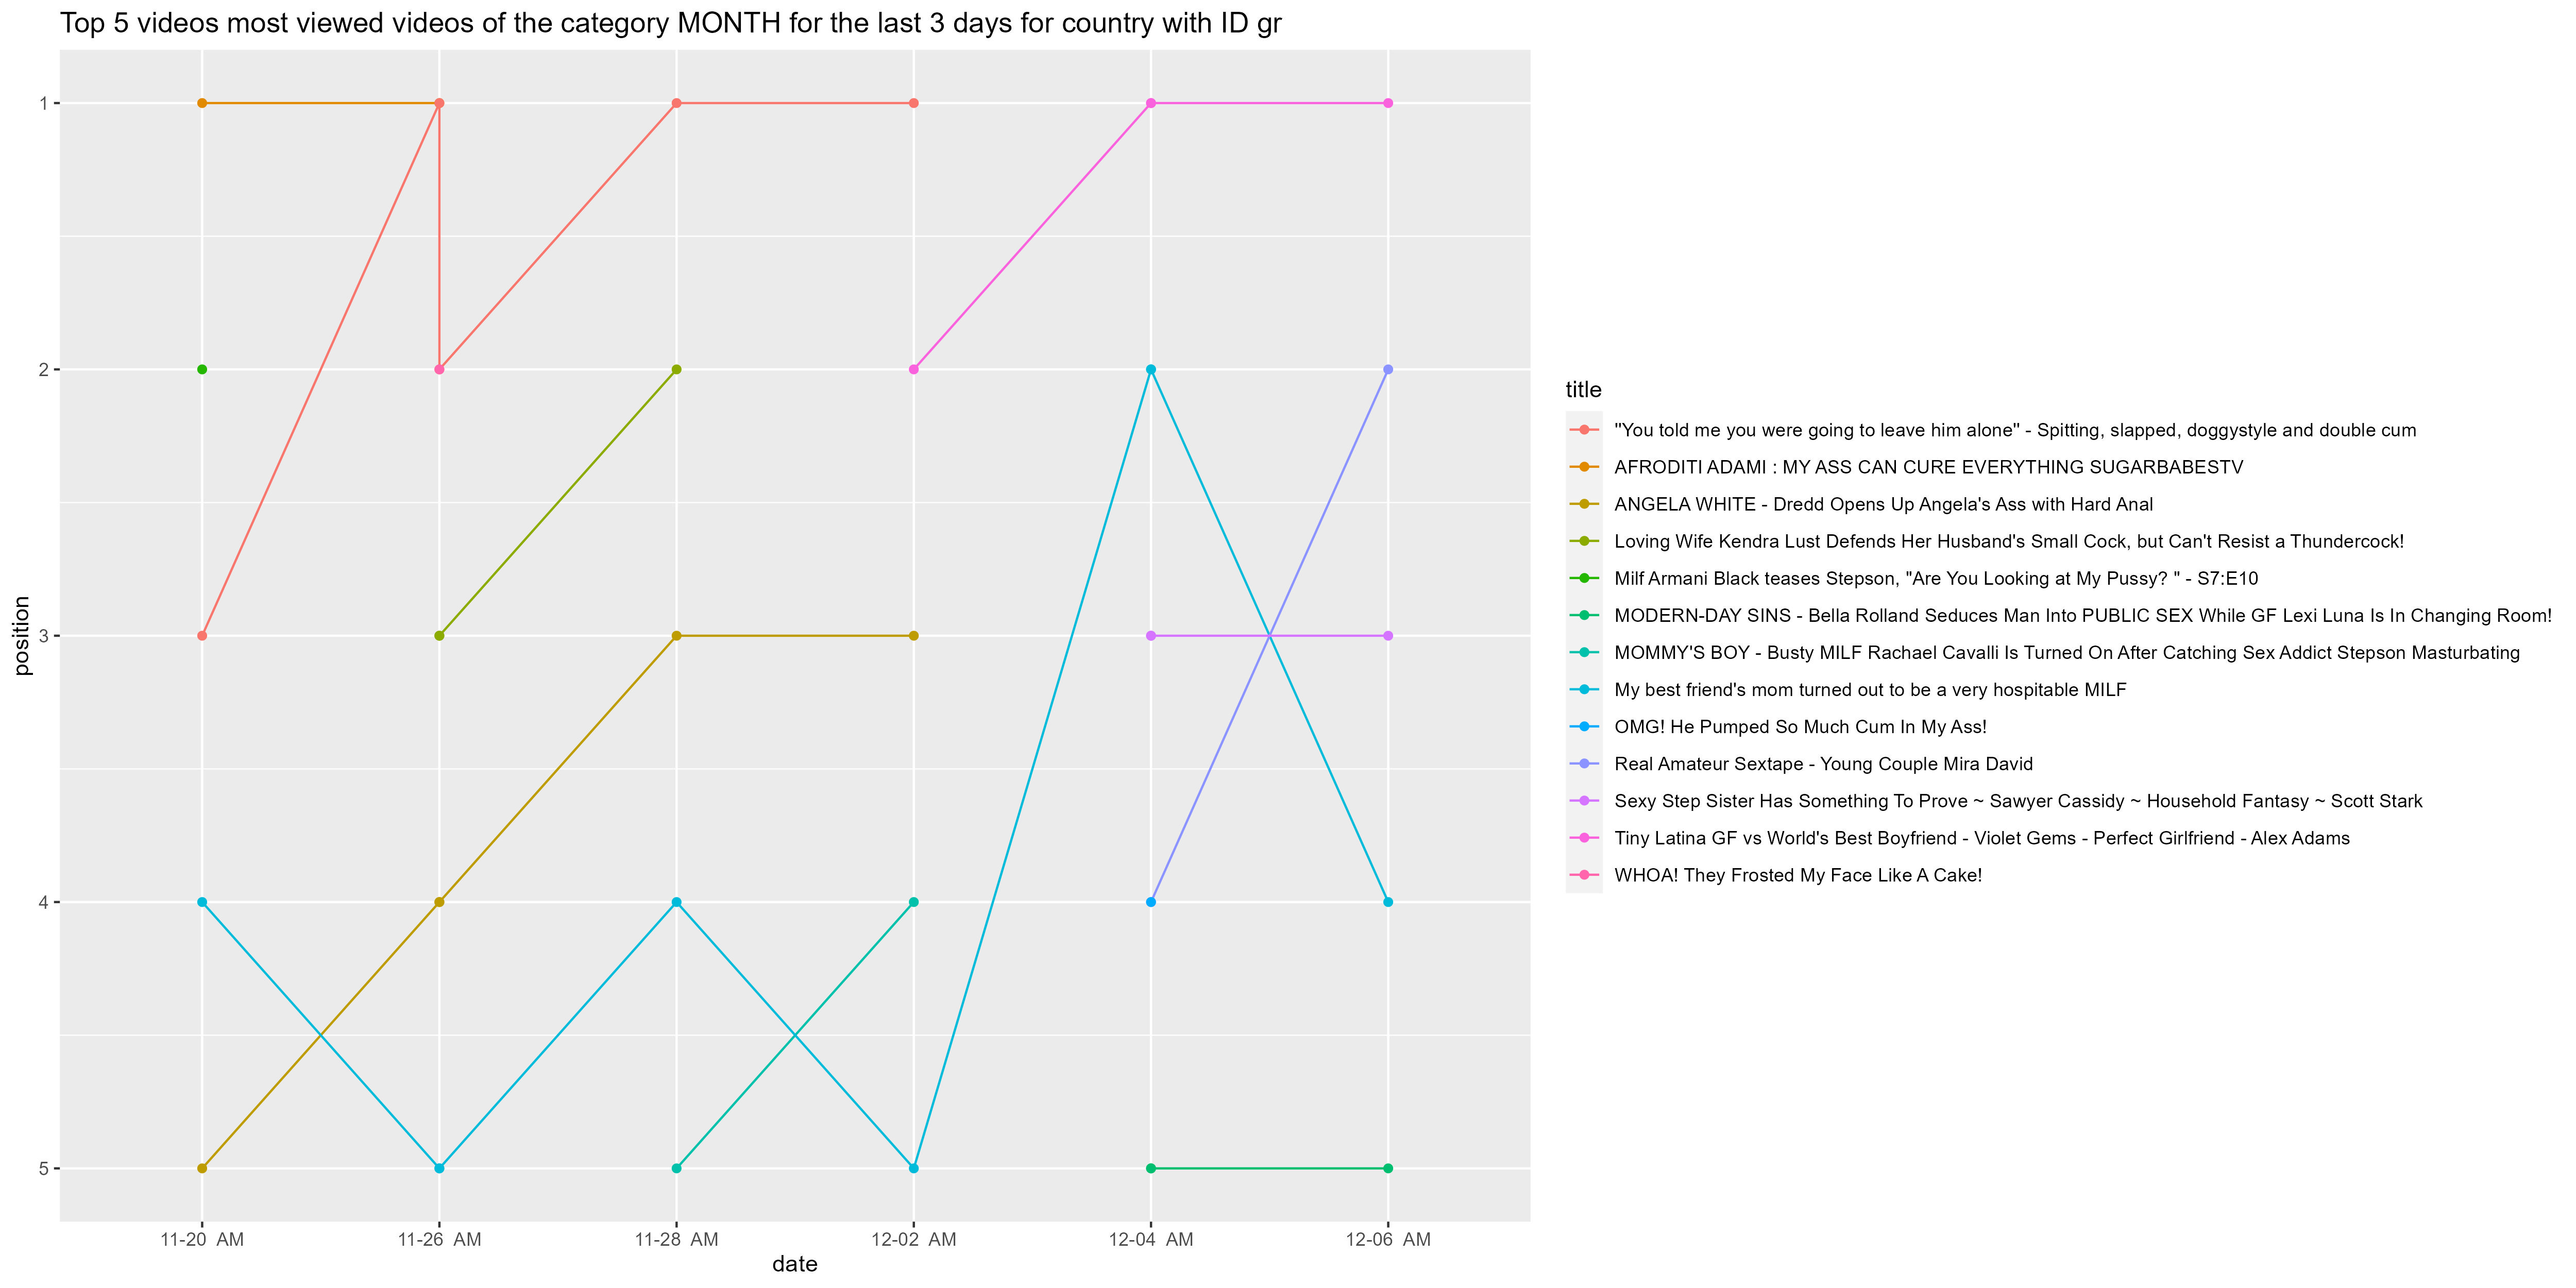 Top 5 videos most viewed videos of the category MONTH for the last 3 days for country with ID gr
position
1
2
3
4
5
11-20 AM
11-26 AM
11-28 AM
12-02 AM
12-04 AM
12-06 AM
date
title
"You told me you were going to leave him alone" - Spitting, slapped, doggystyle and double cum
AFRODITI ADAMI : MY ASS CAN CURE EVERYTHING SUGARBABESTV
ANGELA WHITE - Dredd Opens Up Angela's Ass with Hard Anal
Loving Wife Kendra Lust Defends Her Husband's Small Cock, but Can't Resist a Thundercock!
Milf Armani Black teases Stepson, "Are You Looking at My Pussy? " - S7:E10
MODERN-DAY SINS - Bella Rolland Seduces Man Into PUBLIC SEX While GF Lexi Luna Is In Changing Room!
MOMMY'S BOY - Busty MILF Rachael Cavalli Is Turned On After Catching Sex Addict Stepson Masturbating
My best friend's mom turned out to be a very hospitable MILF
OMG! He Pumped So Much Cum In My Ass!
Real Amateur Sextape - Young Couple Mira David
Sexy Step Sister Has Something To Prove ~ Sawyer Cassidy ~ Household Fantasy ~ Scott Stark
Tiny Latina GF vs World's Best Boyfriend - Violet Gems - Perfect Girlfriend - Alex Adams
WHOA! They Frosted My Face Like A Cake!